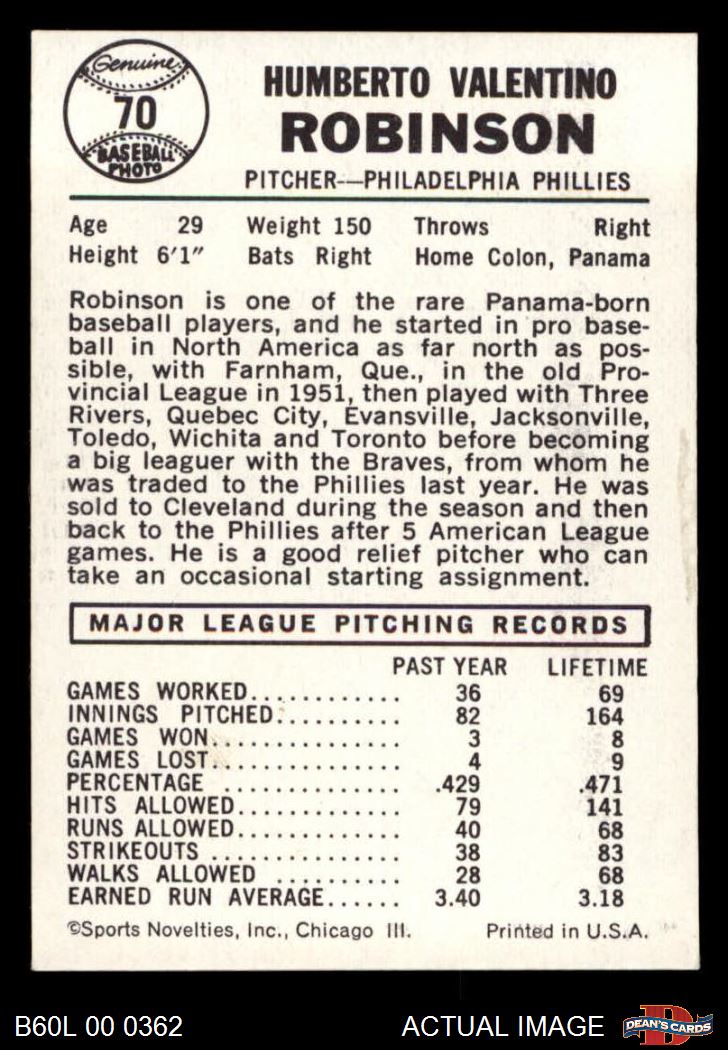 Genuine
70
BASEBALL
PHOTO
HUMBERTO VALENTINO
ROBINSON
PITCHER—PHILADELPHIA PHILLIES
Age 29 Weight 150 Throws Right
Height 6'1" Bats Right Home Colon, Panama
Robinson is one of the rare Panama-born
baseball players, and he started in pro base-
ball in North America as far north as pos-
sible, with Farnham, Que., in the old Pro-
vincial League in 1951, then played with Three
Rivers, Quebec City, Evansville, Jacksonville,
Toledo, Wichita and Toronto before becoming
a big leaguer with the Braves, from whom he
was traded to the Phillies last year. He was
sold to Cleveland during the season and then
back to the Phillies after 5 American League
games. He is a good relief pitcher who can
take an occasional starting assignment.
MAJOR LEAGUE PITCHING RECORDS
PAST YEAR LIFETIME
GAMES WORKED............ 36 69
INNINGS PITCHED.......... 82 164
GAMES WON............... 3 8
GAMES LOST............... 4 9
PERCENTAGE .............. .429 .471
HITS ALLOWED............. 79 141
RUNS ALLOWED............. 40 68
STRIKEOUTS ............... 38 83
WALKS ALLOWED .......... 28 68
EARNED RUN AVERAGE...... 3.40 3.18
©Sports Novelties, Inc., Chicago Ill. Printed in U.S.A.
B60L 00 0362 ACTUAL IMAGE DEAN'S CARDS